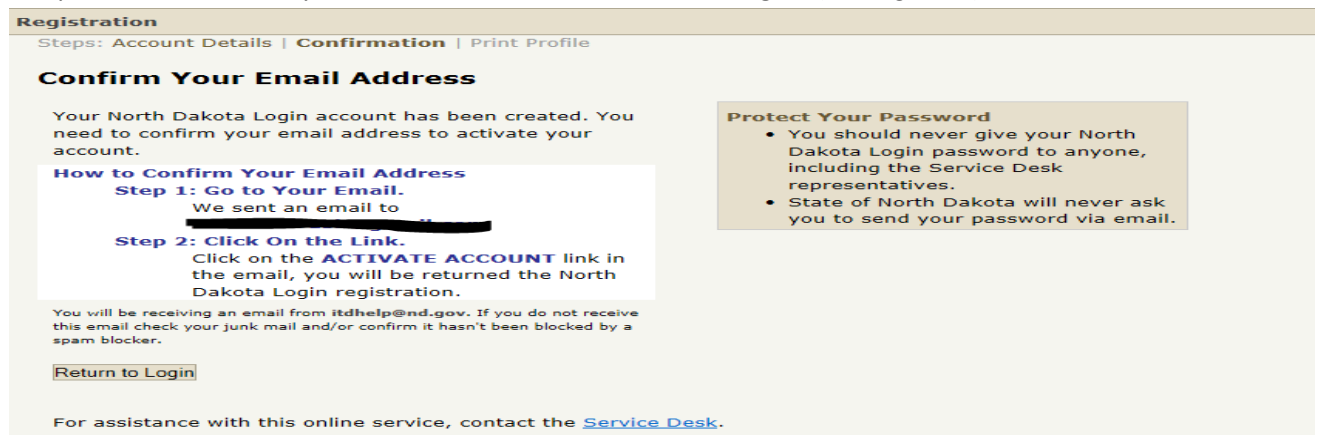 Registration
Steps: Account Details | Confirmation | Print Profile
Confirm Your Email Address
Your North Dakota Login account has been created. You
need to confirm your email address to activate your
account.
How to Confirm Your Email Address
Step 1: Go to Your Email.
We sent an email to
Step 2: Click On the Link.
Click on the ACTIVATE ACCOUNT link in
the email, you will be returned the North
Dakota Login registration.
You will be receiving an email from itdhelp@nd.gov. If you do not receive
this email check your junk mail and/or confirm it hasn't been blocked by a
spam blocker.
Return to Login
For assistance with this online service, contact the Service Desk.
Protect Your Password
• You should never give your North
Dakota Login password to anyone,
including the Service Desk
representatives.
• State of North Dakota will never ask
you to send your password via email.